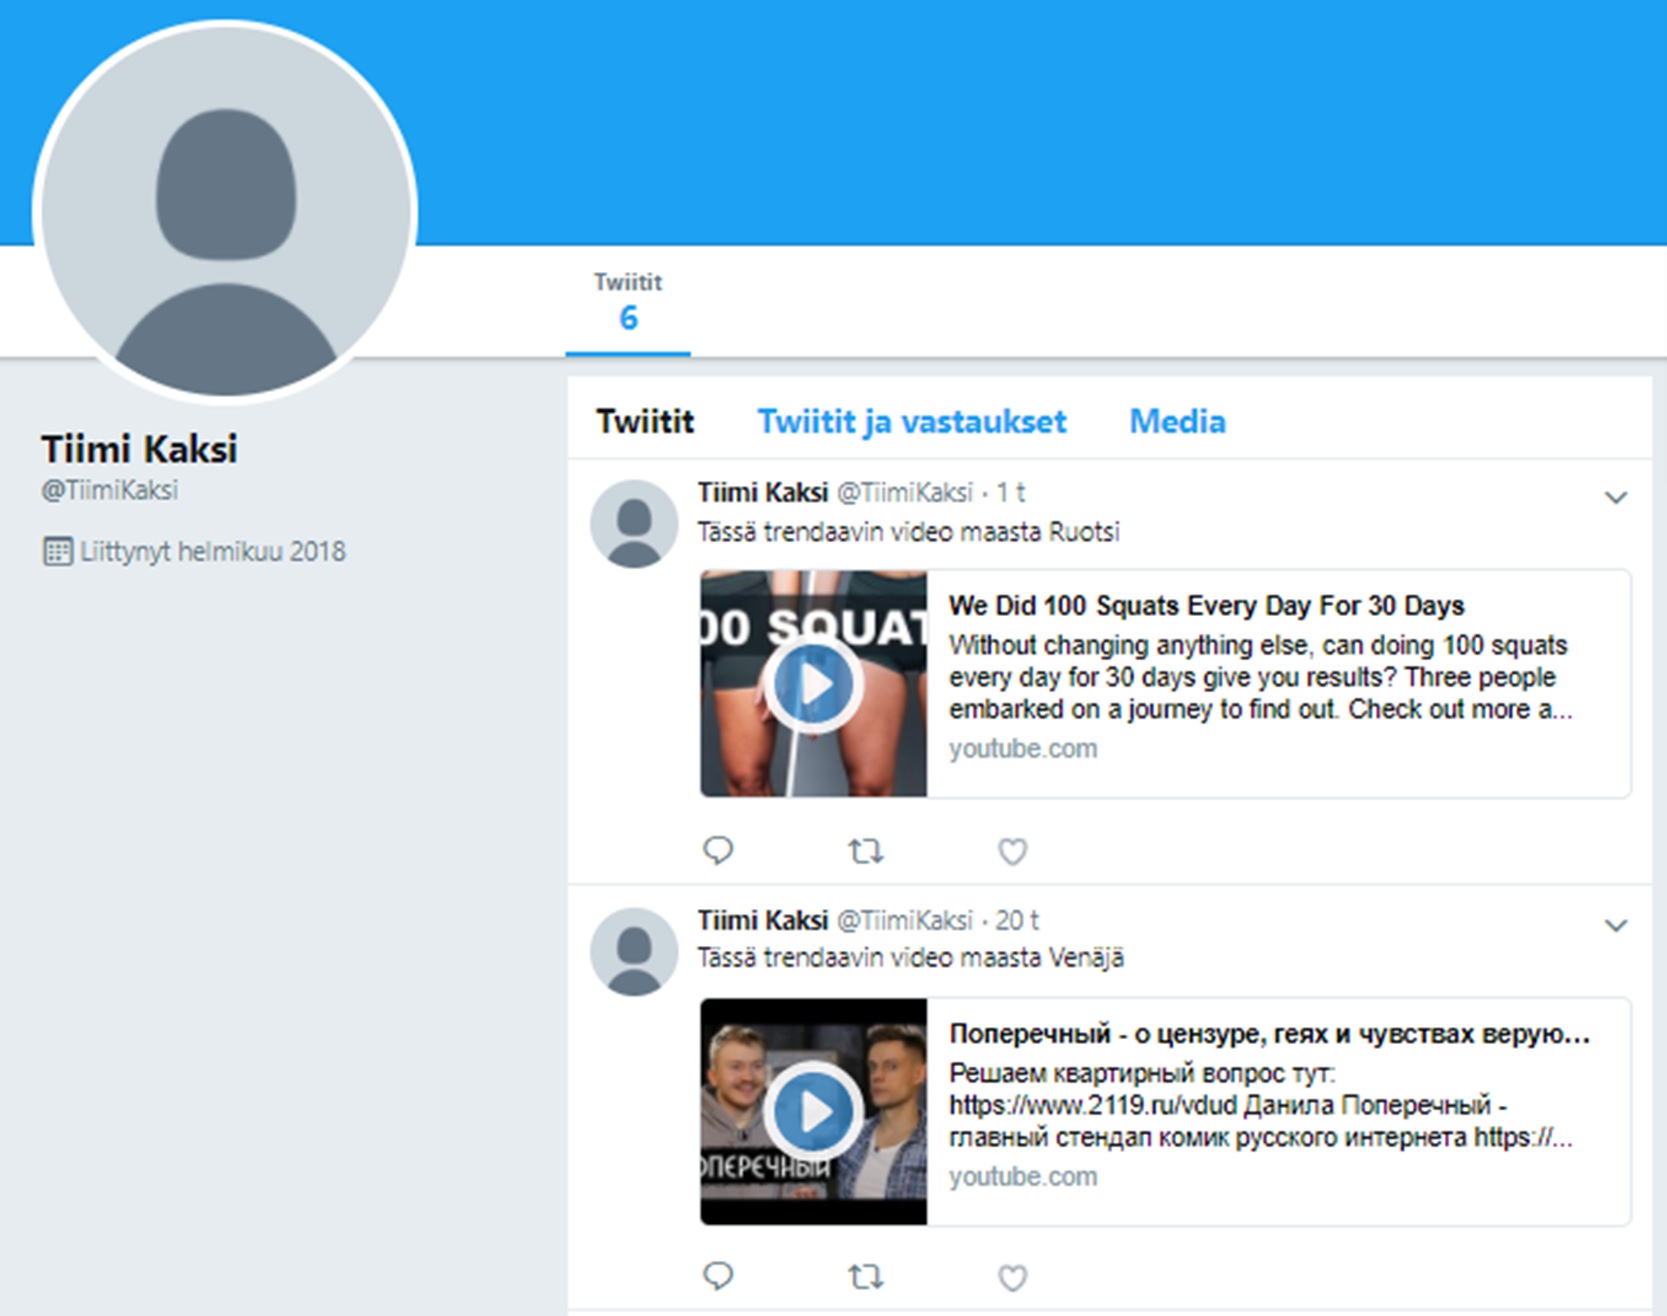 Twiitit
6
Tiimi Kaksi
@TiimiKaksi
Liittynyt helmikuu 2018
Twiitit Twiitit ja vastaukset Media
Tiimi Kaksi @TiimiKaksi · 1 t
Tässä trendaavin video maasta Ruotsi
00 SQUAT
We Did 100 Squats Every Day For 30 Days
Without changing anything else, can doing 100 squats
every day for 30 days give you results? Three people
embarked on a journey to find out. Check out more a...
youtube.com
Tiimi Kaksi @TiimiKaksi · 20 t
Tässä trendaavin video maasta Venäjä
ОПЕРЕЧНЫЙ
Поперечный - о цензуре, геях и чувствах верую...
Решаем квартирный вопрос тут:
https://www.2119.ru/vdud Данила Поперечный -
главный стендап комик русского интернета https://...
youtube.com